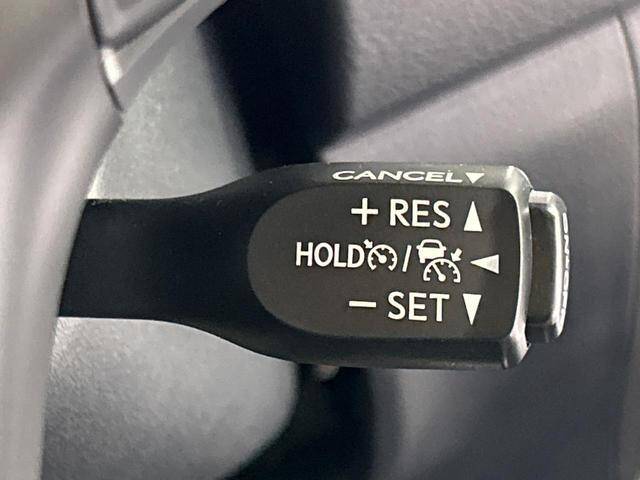 CANCEL▼
+ RES ▲
HOLD / ◀
− SET ▼